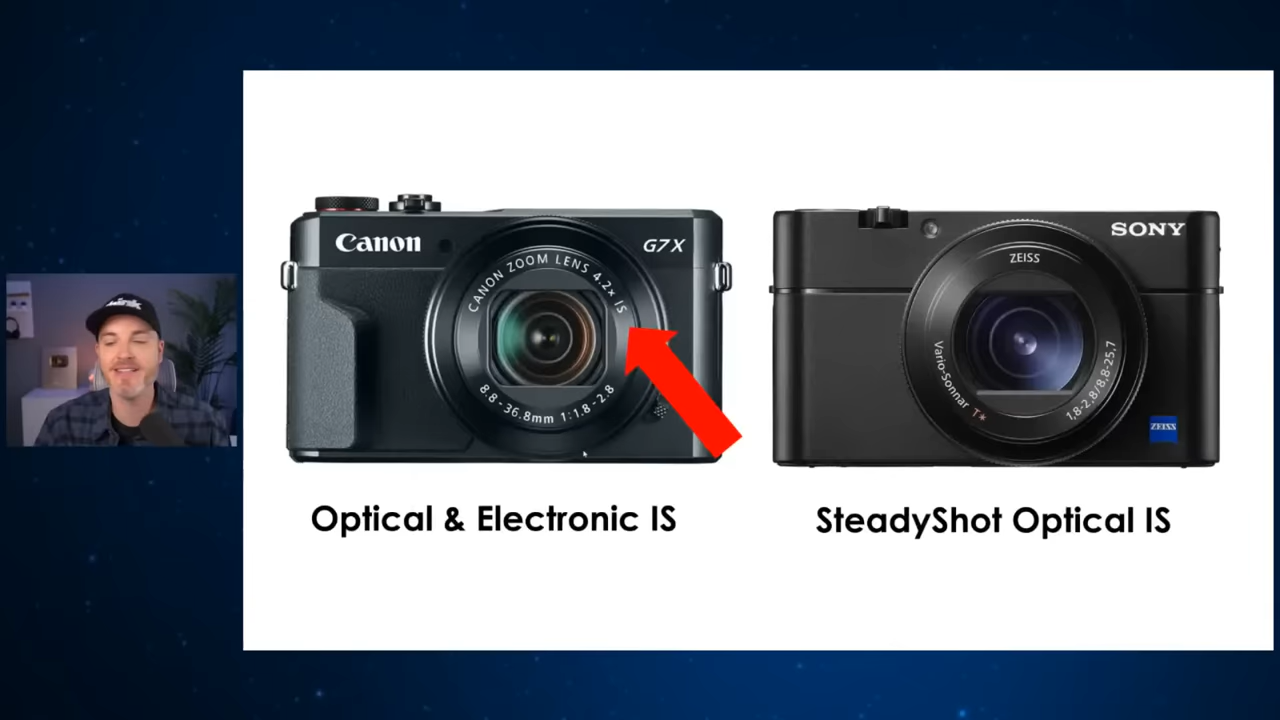 Canon
G7X
CANON ZOOM LENS 4.2x IS
8.8-36.8mm 1:1.8-2.8
SONY
ZEISS
Vario-Sonnar T*
1,8-2,8/8,8-25,7
ZEISS
Optical & Electronic IS
SteadyShot Optical IS